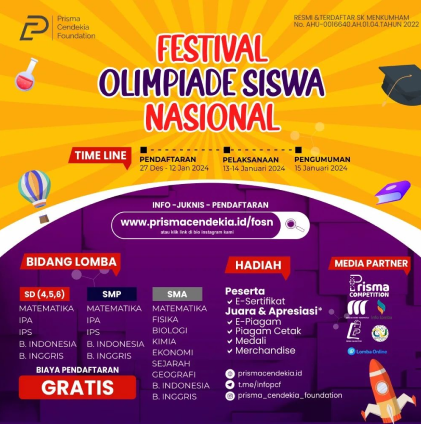 Prisma
Cendekia
Foundation
RESMI &TERDAFTAR SK MENKUMHAM
No. AHU-0016640.AH.01.04.TAHUN 2022
FESTIVAL
OLIMPIADE SISWA
NASIONAL
TIME LINE
PENDAFTARAN
27 Des - 12 Jan 2024
PELAKSANAAN
13-14 Januari 2024
PENGUMUMAN
15 Januari 2024
INFO -JUKNIS - PENDAFTARAN
www.prismacendekia.id/fosn
atau klik link di bio instagram kami
BIDANG LOMBA
SD (4,5,6)
MATEMATIKA
IPA
IPS
B. INDONESIA
B. INGGRIS
SMP
MATEMATIKA
IPA
IPS
B. INDONESIA
B. INGGRIS
SMA
MATEMATIKA
FISIKA
BIOLOGI
KIMIA
EKONOMI
SEJARAH
GEOGRAFI
B. INDONESIA
B. INGGRIS
BIAYA PENDAFTARAN
GRATIS
HADIAH
Peserta
E-Sertifikat
Juara & Apresiasi*
E-Piagam
Piagam Cetak
Medali
Merchandise
prismacendekia.id
t.me/infopcf
prisma_cendekia_foundation
MEDIA PARTNER
Prisma
COMPETITION
Lomba Online